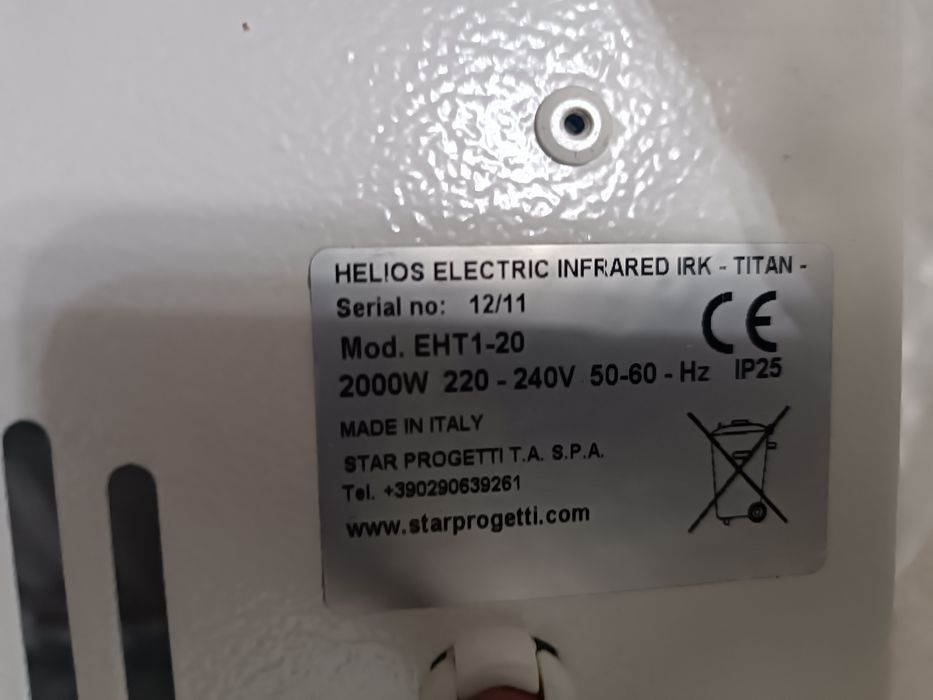 HELIOS ELECTRIC INFRARED IRK - TITAN -
Serial no: 12/11
CE
Mod. EHT1-20
2000W 220 - 240V 50-60 - Hz IP25
MADE IN ITALY
STAR PROGETTI T.A. S.P.A.
Tel. +390290639261
www.starprogetti.com